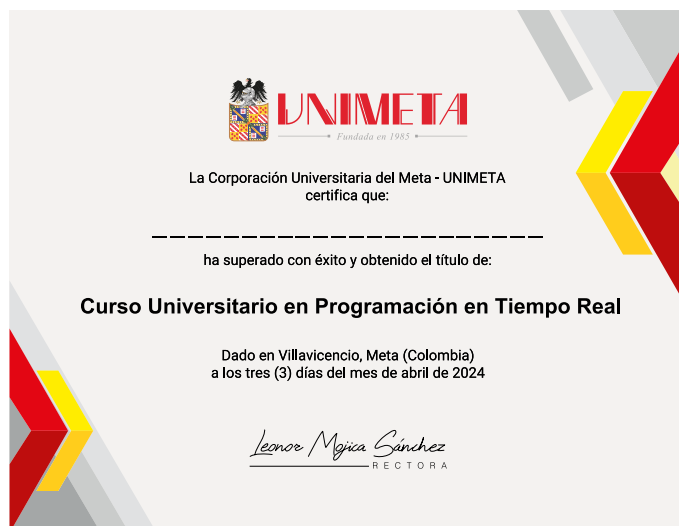 UNIMETA
Fundada en 1985
La Corporación Universitaria del Meta - UNIMETA
certifica que:
ha superado con éxito y obtenido el título de:
Curso Universitario en Programación en Tiempo Real
Dado en Villavicencio, Meta (Colombia)
a los tres (3) días del mes de abril de 2024
Leonor Mojica Sánchez
RECTORA